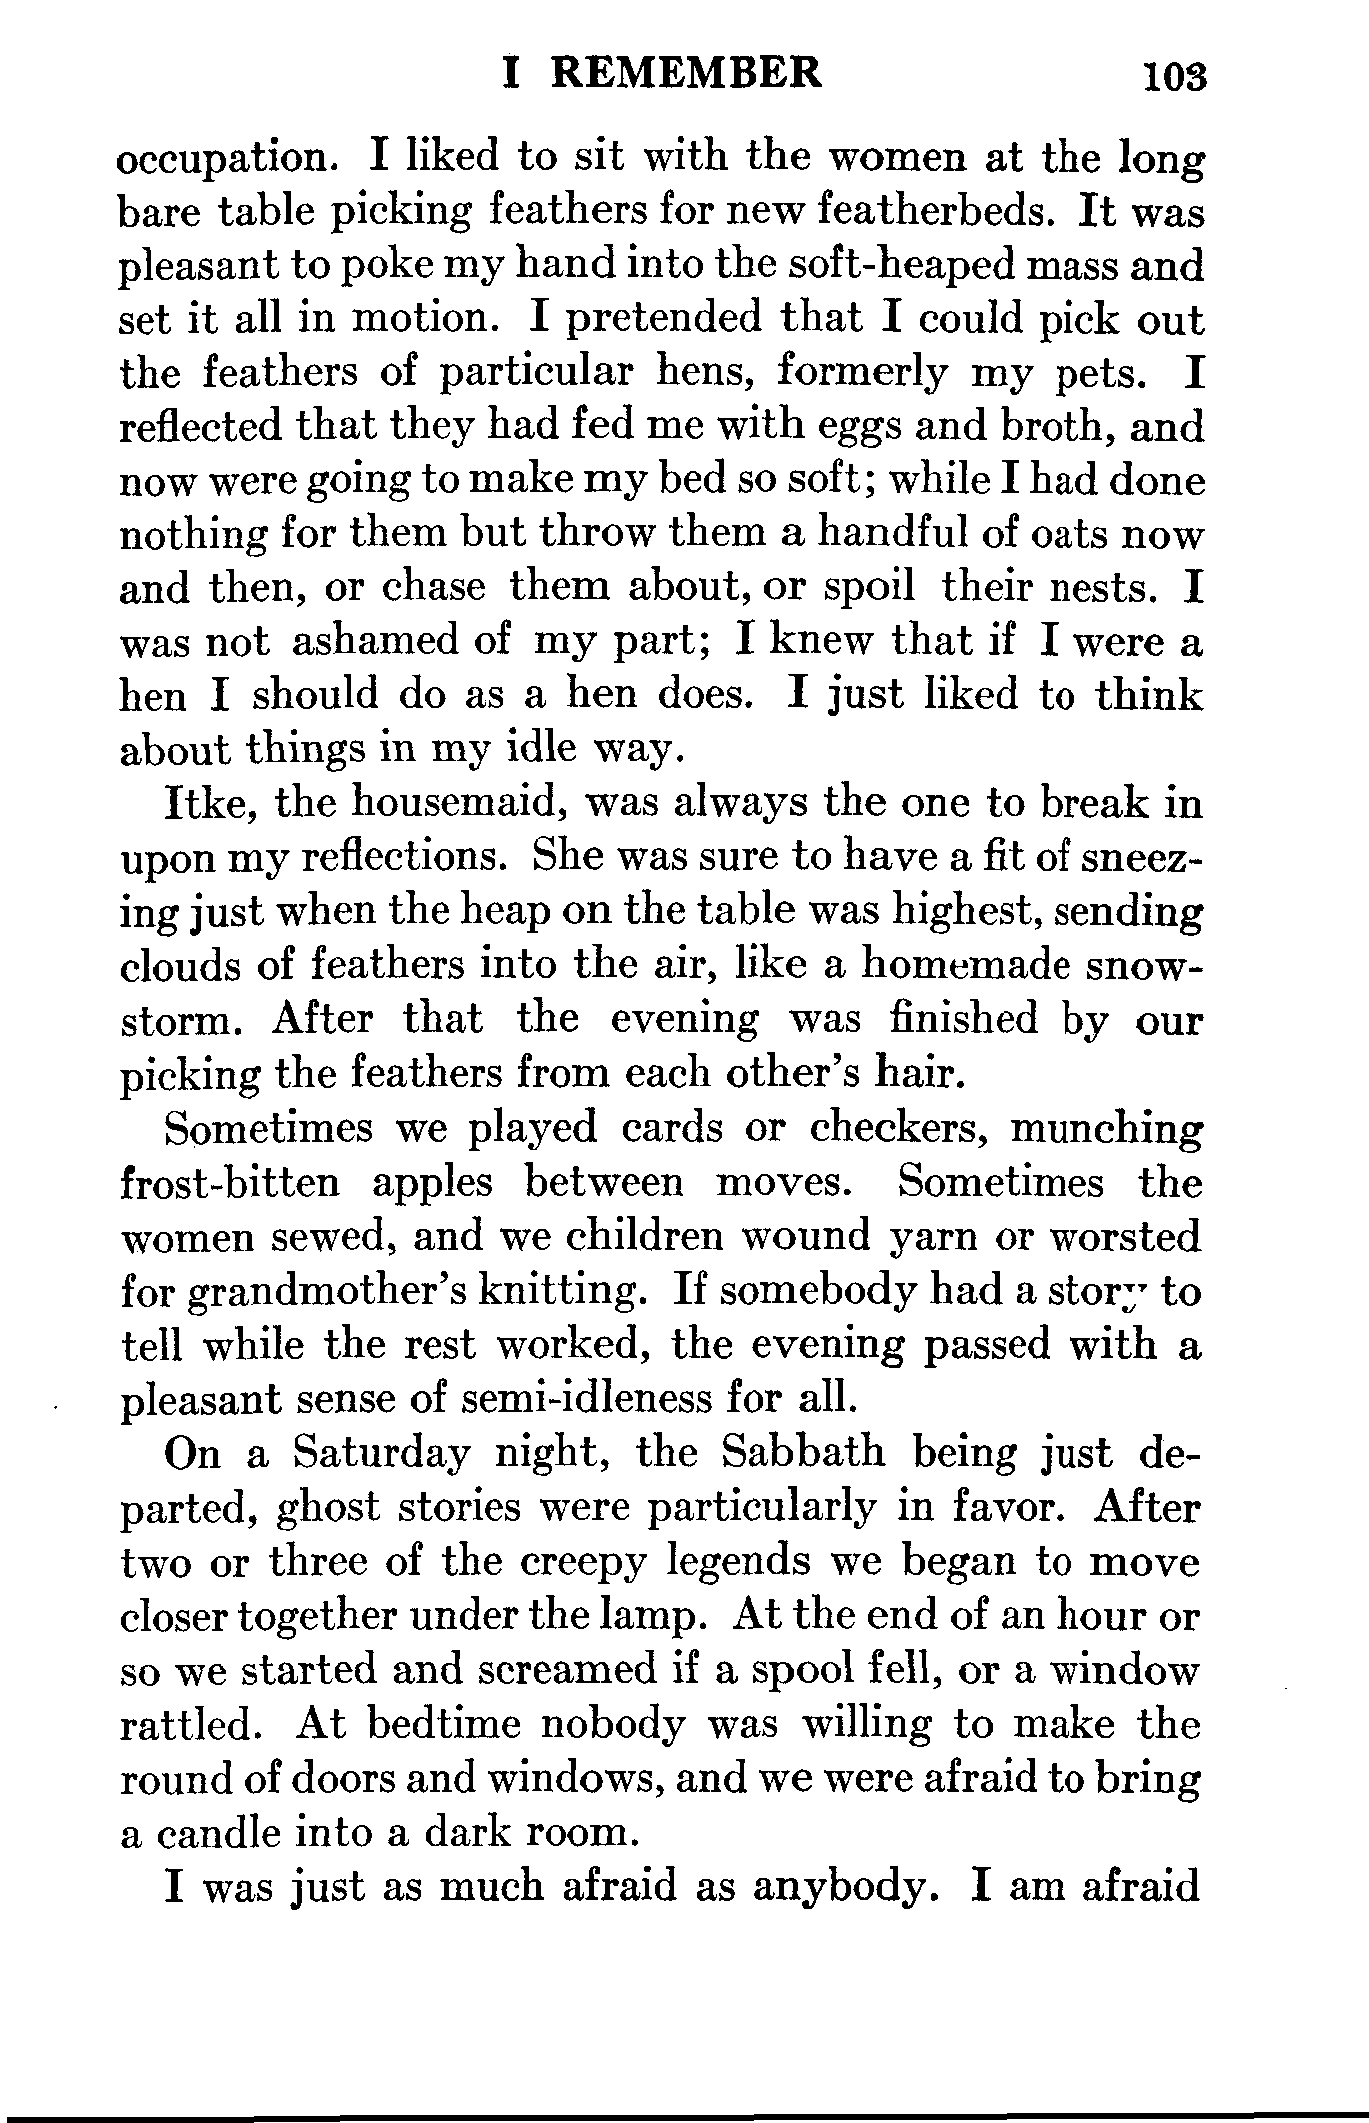 I REMEMBER 103
occupation. I liked to sit with the women at the long
bare table picking feathers for new featherbeds. It was
pleasant to poke my hand into the soft-heaped mass and
set it all in motion. I pretended that I could pick out
the feathers of particular hens, formerly my pets. I
reflected that they had fed me with eggs and broth, and
now were going to make my bed so soft; while I had done
nothing for them but throw them a handful of oats now
and then, or chase them about, or spoil their nests. I
was not ashamed of my part; I knew that if I were a
hen I should do as a hen does. I just liked to think
about things in my idle way.
Itke, the housemaid, was always the one to break in
upon my reflections. She was sure to have a fit of sneez-
ing just when the heap on the table was highest, sending
clouds of feathers into the air, like a homemade snow-
storm. After that the evening was finished by our
picking the feathers from each other's hair.
Sometimes we played cards or checkers, munching
frost-bitten apples between moves. Sometimes the
women sewed, and we children wound yarn or worsted
for grandmother's knitting. If somebody had a story to
tell while the rest worked, the evening passed with a
pleasant sense of semi-idleness for all.
On a Saturday night, the Sabbath being just de-
parted, ghost stories were particularly in favor. After
two or three of the creepy legends we began to move
closer together under the lamp. At the end of an hour or
so we started and screamed if a spool fell, or a window
rattled. At bedtime nobody was willing to make the
round of doors and windows, and we were afraid to bring
a candle into a dark room.
I was just as much afraid as anybody. I am afraid